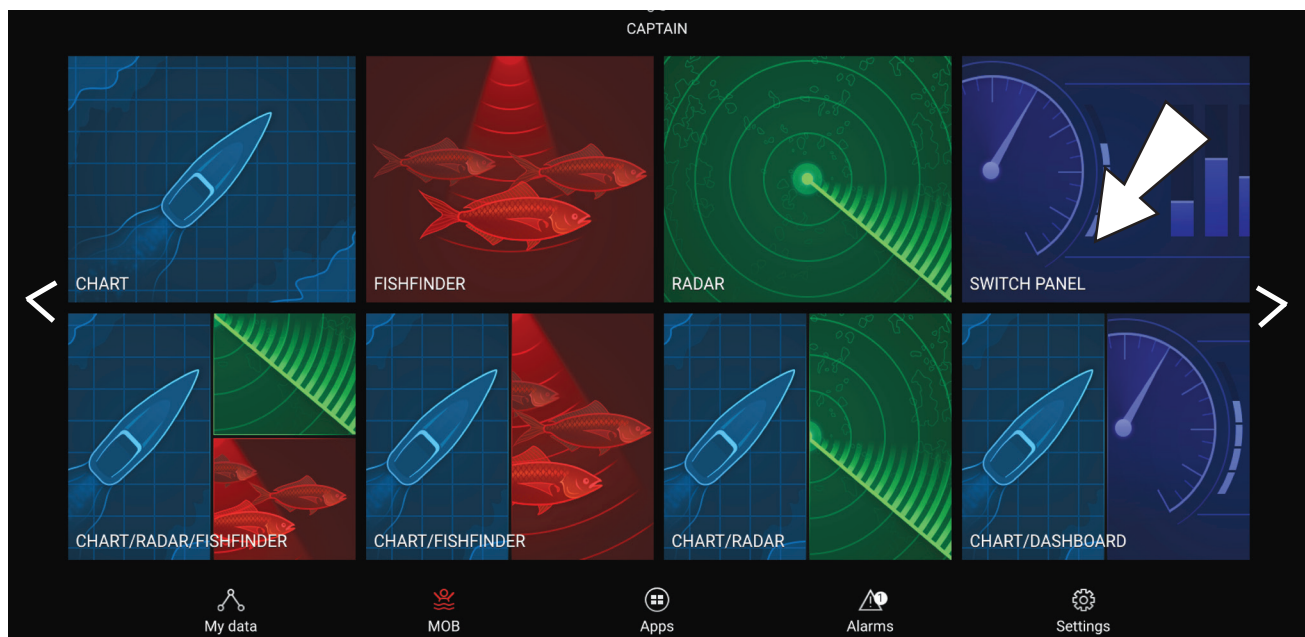 CAPTAIN
CHART
FISHFINDER
RADAR
SWITCH PANEL
CHART/RADAR/FISHFINDER
CHART/FISHFINDER
CHART/RADAR
CHART/DASHBOARD
1
My data
MOB
Apps
Alarms
Settings